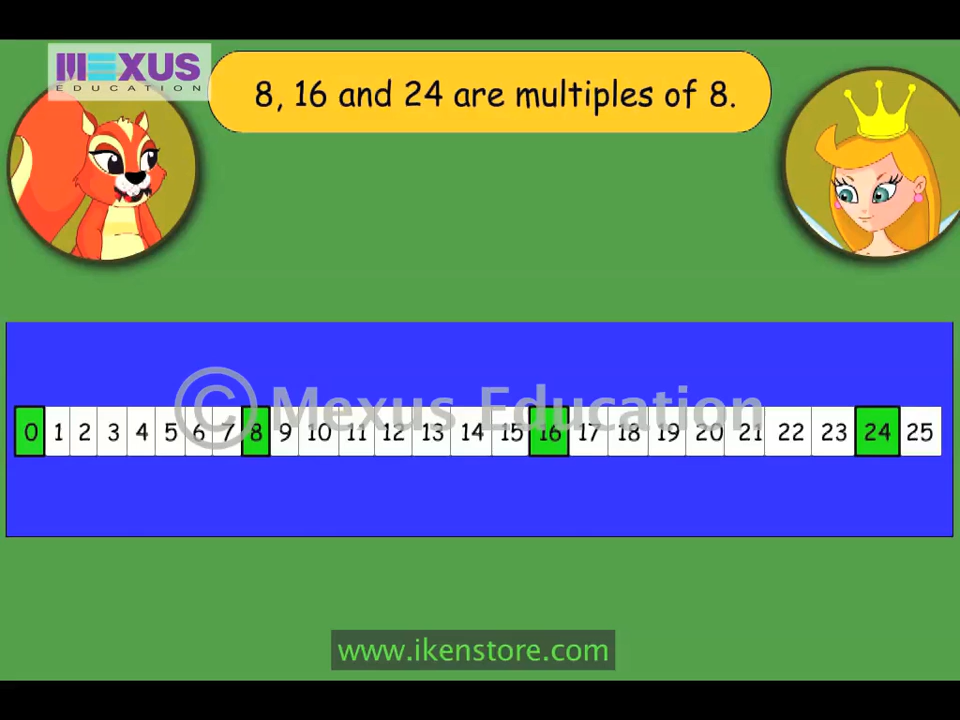 MEXUS
EDUCATION
8, 16 and 24 are multiples of 8.
© Mexus Education
0 1 2 3 4 5 6 7 8 9 10 11 12 13 14 15 16 17 18 19 20 21 22 23 24 25
www.ikenstore.com